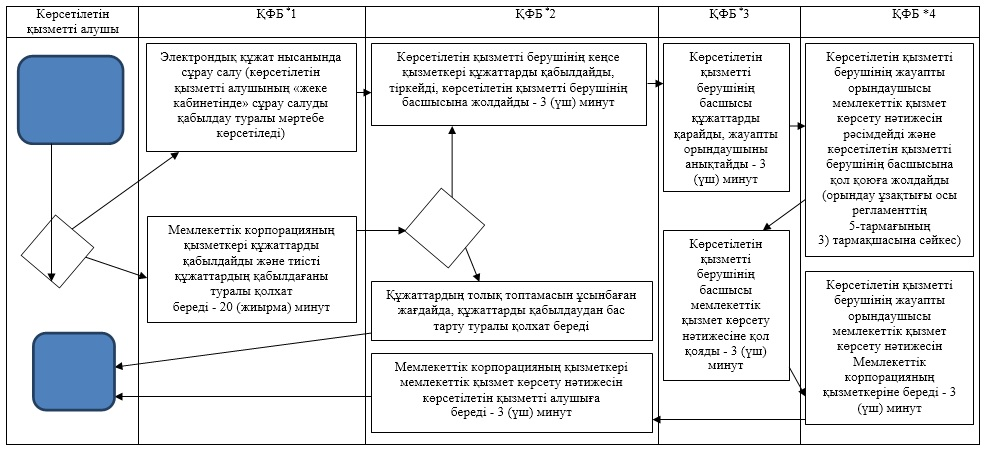 Көрсетілетін
қызметті алушы
ҚФБ *1
ҚФБ *2
ҚФБ *3
ҚФБ *4
Электрондық құжат нысанында
сұрау салу (көрсетілетін
қызметті алушының «жеке
кабинетінде» сұрау салуды
қабылдау туралы мәртебе
көрсетіледі)
Мемлекеттік корпорацияның
қызметкері құжаттарды
қабылдайды және тиісті
құжаттардың қабылдағаны
туралы қолхат
береді - 20 (жиырма) минут
Көрсетілетін қызметті берушінің кеңсе
қызметкері құжаттарды қабылдайды,
тіркейді, көрсетілетін қызметті берушінің
басшысына жолдайды - 3 (үш) минут
Құжаттардың толық топтамасын ұсынбаған
жағдайда, құжаттарды қабылдаудан бас
тарту туралы қолхат береді
Мемлекеттік корпорацияның қызметкері
мемлекеттік қызмет көрсету нәтижесін
көрсетілетін қызметті алушыға
береді - 3 (үш) минут
Көрсетілетін
қызметті
берушінің
басшысы
құжаттарды
қарайды, жауапты
орындаушыны
анықтайды - 3
(үш) минут
Көрсетілетін
қызметті
берушінің
басшысы
мемлекеттік
қызмет көрсету
нәтижесіне қол
қояды - 3 (үш)
минут
Көрсетілетін қызметті
берушінің жауапты
орындаушысы
мемлекеттік қызмет
көрсету нәтижесін
рәсімдейді және
көрсетілетін қызметті
берушінің басшысына
қол қоюға жолдайды
(орындау ұзақтығы осы
регламенттің
5-тармағының
3) тармақшасына сәйкес)
Көрсетілетін қызметті
берушінің жауапты
орындаушысы
мемлекеттік қызмет
көрсету нәтижесін
Мемлекеттік
корпорацияның
қызметкеріне береді - 3
(үш) минут